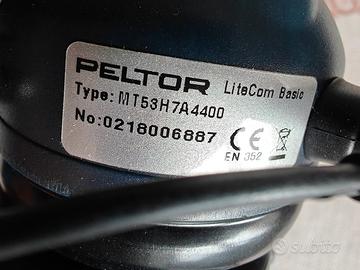 PELTOR LiteCom Basic
Type: MT53H7A4400
No:0218006887 CE
EN 352
subito